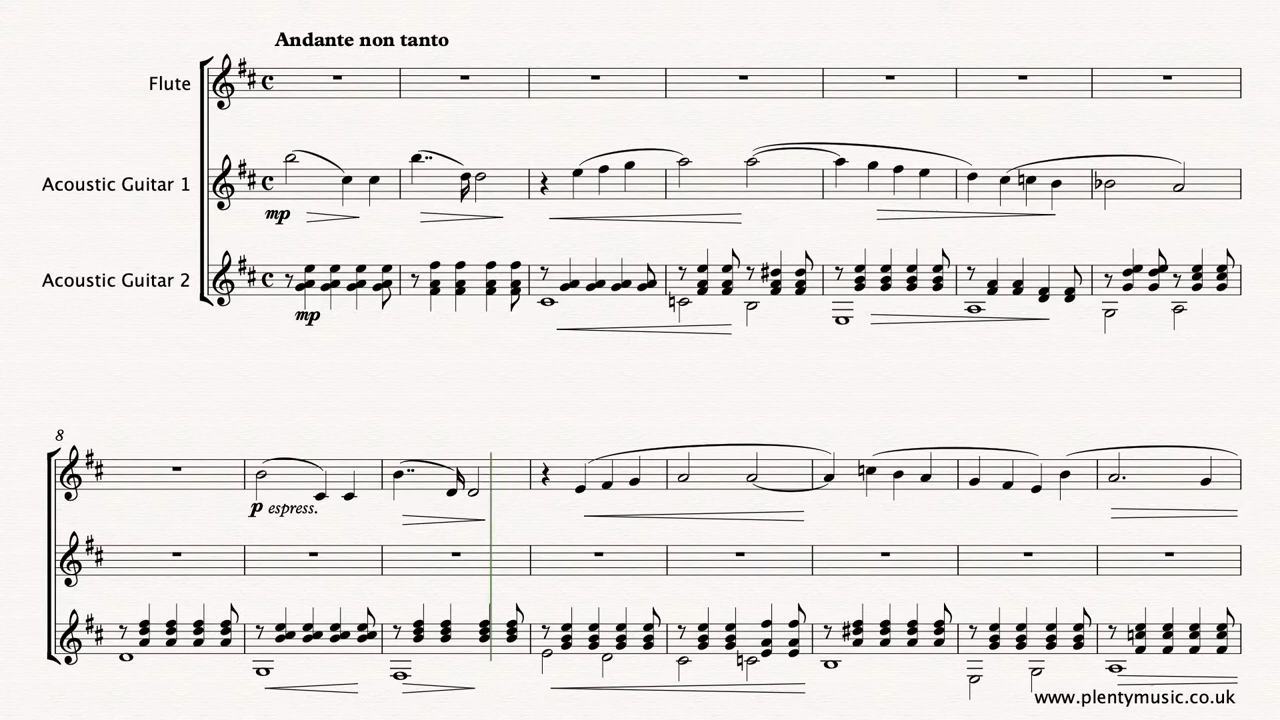 Andante non tanto
Flute
Acoustic Guitar 1
mp
Acoustic Guitar 2
mp
8
p espress.
www.plentymusic.co.uk